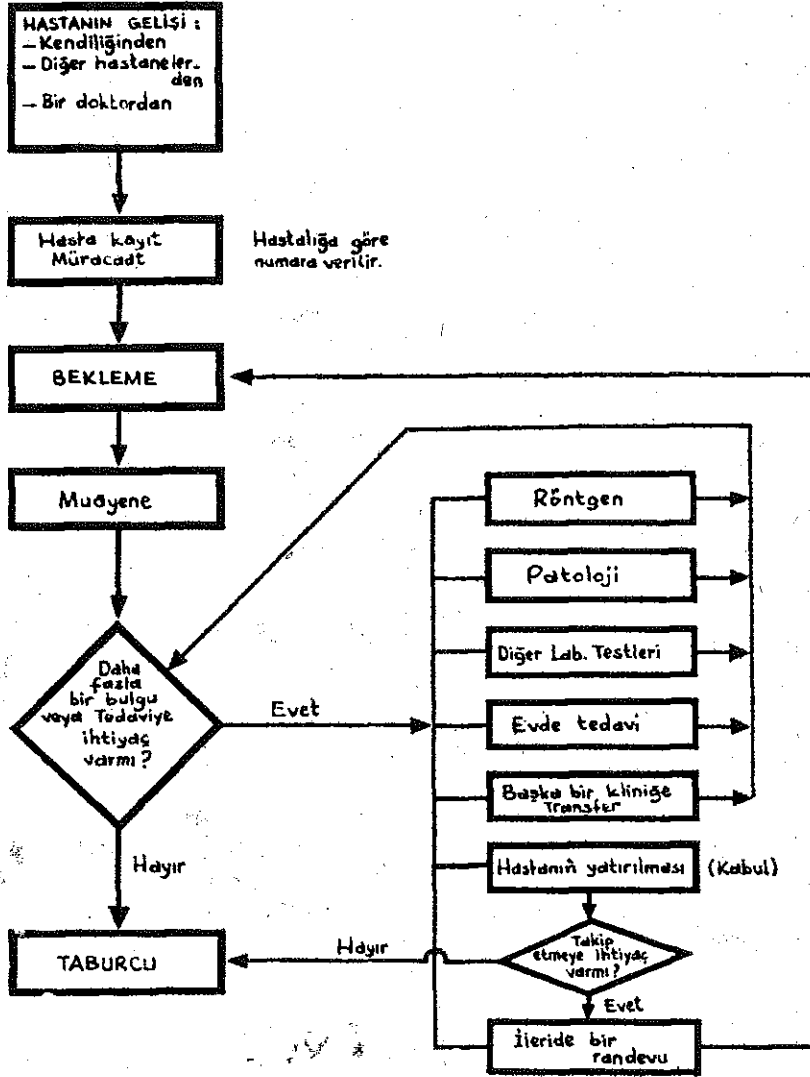 HASTANIN GELİŞİ :
- Kendiliğinden
- Diğer hastaneler-
den
- Bir doktordan
Hasta kayıt
Müracaat
Hastalığa göre
numara verilir.
BEKLEME
Muayene
Röntgen
Patoloji
Diğer Lab. Testleri
Daha
fazla
bir bulgu
veya Tedaviye
ihtiyaç
varmı?
Evet
Evde tedavi
Başka bir kliniğe
Transfer
Hayır
Hastanın yatırılması (Kabul)
TABURCU
Hayır
Takip
etmeye ihtiyaç
varmı?
Evet
İleride bir
randevu